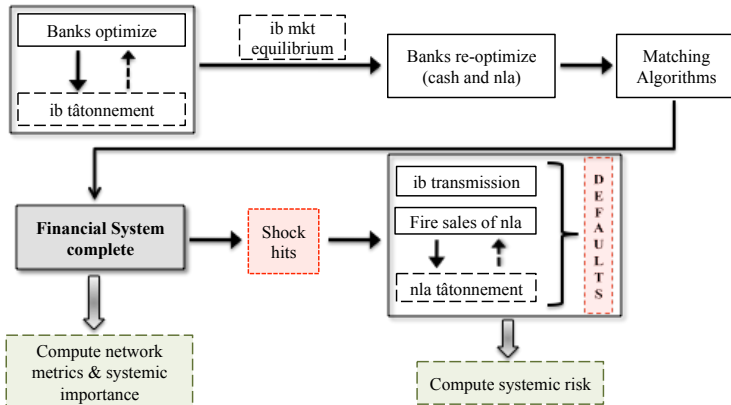 Banks optimize
ib tâtonnement
ib mkt
equilibrium
Banks re-optimize
(cash and nla)
Matching
Algorithms
ib transmission
Fire sales of nla
nla tâtonnement
DEFAULTS
Financial System
complete
Shock
hits
Compute network
metrics & systemic
importance
Compute systemic risk